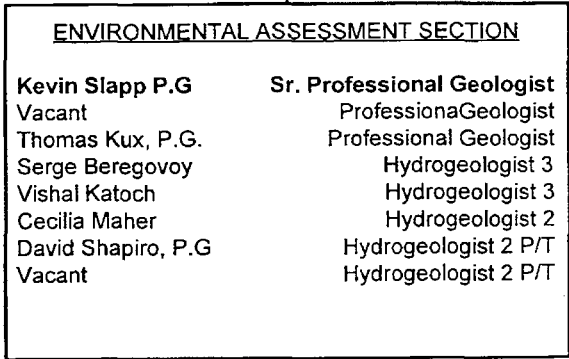 ENVIRONMENTAL ASSESSMENT SECTION
Kevin Slapp P.G Sr. Professional Geologist
Vacant ProfessionaGeologist
Thomas Kux, P.G. Professional Geologist
Serge Beregovoy Hydrogeologist 3
Vishal Katoch Hydrogeologist 3
Cecilia Maher Hydrogeologist 2
David Shapiro, P.G Hydrogeologist 2 P/T
Vacant Hydrogeologist 2 P/T